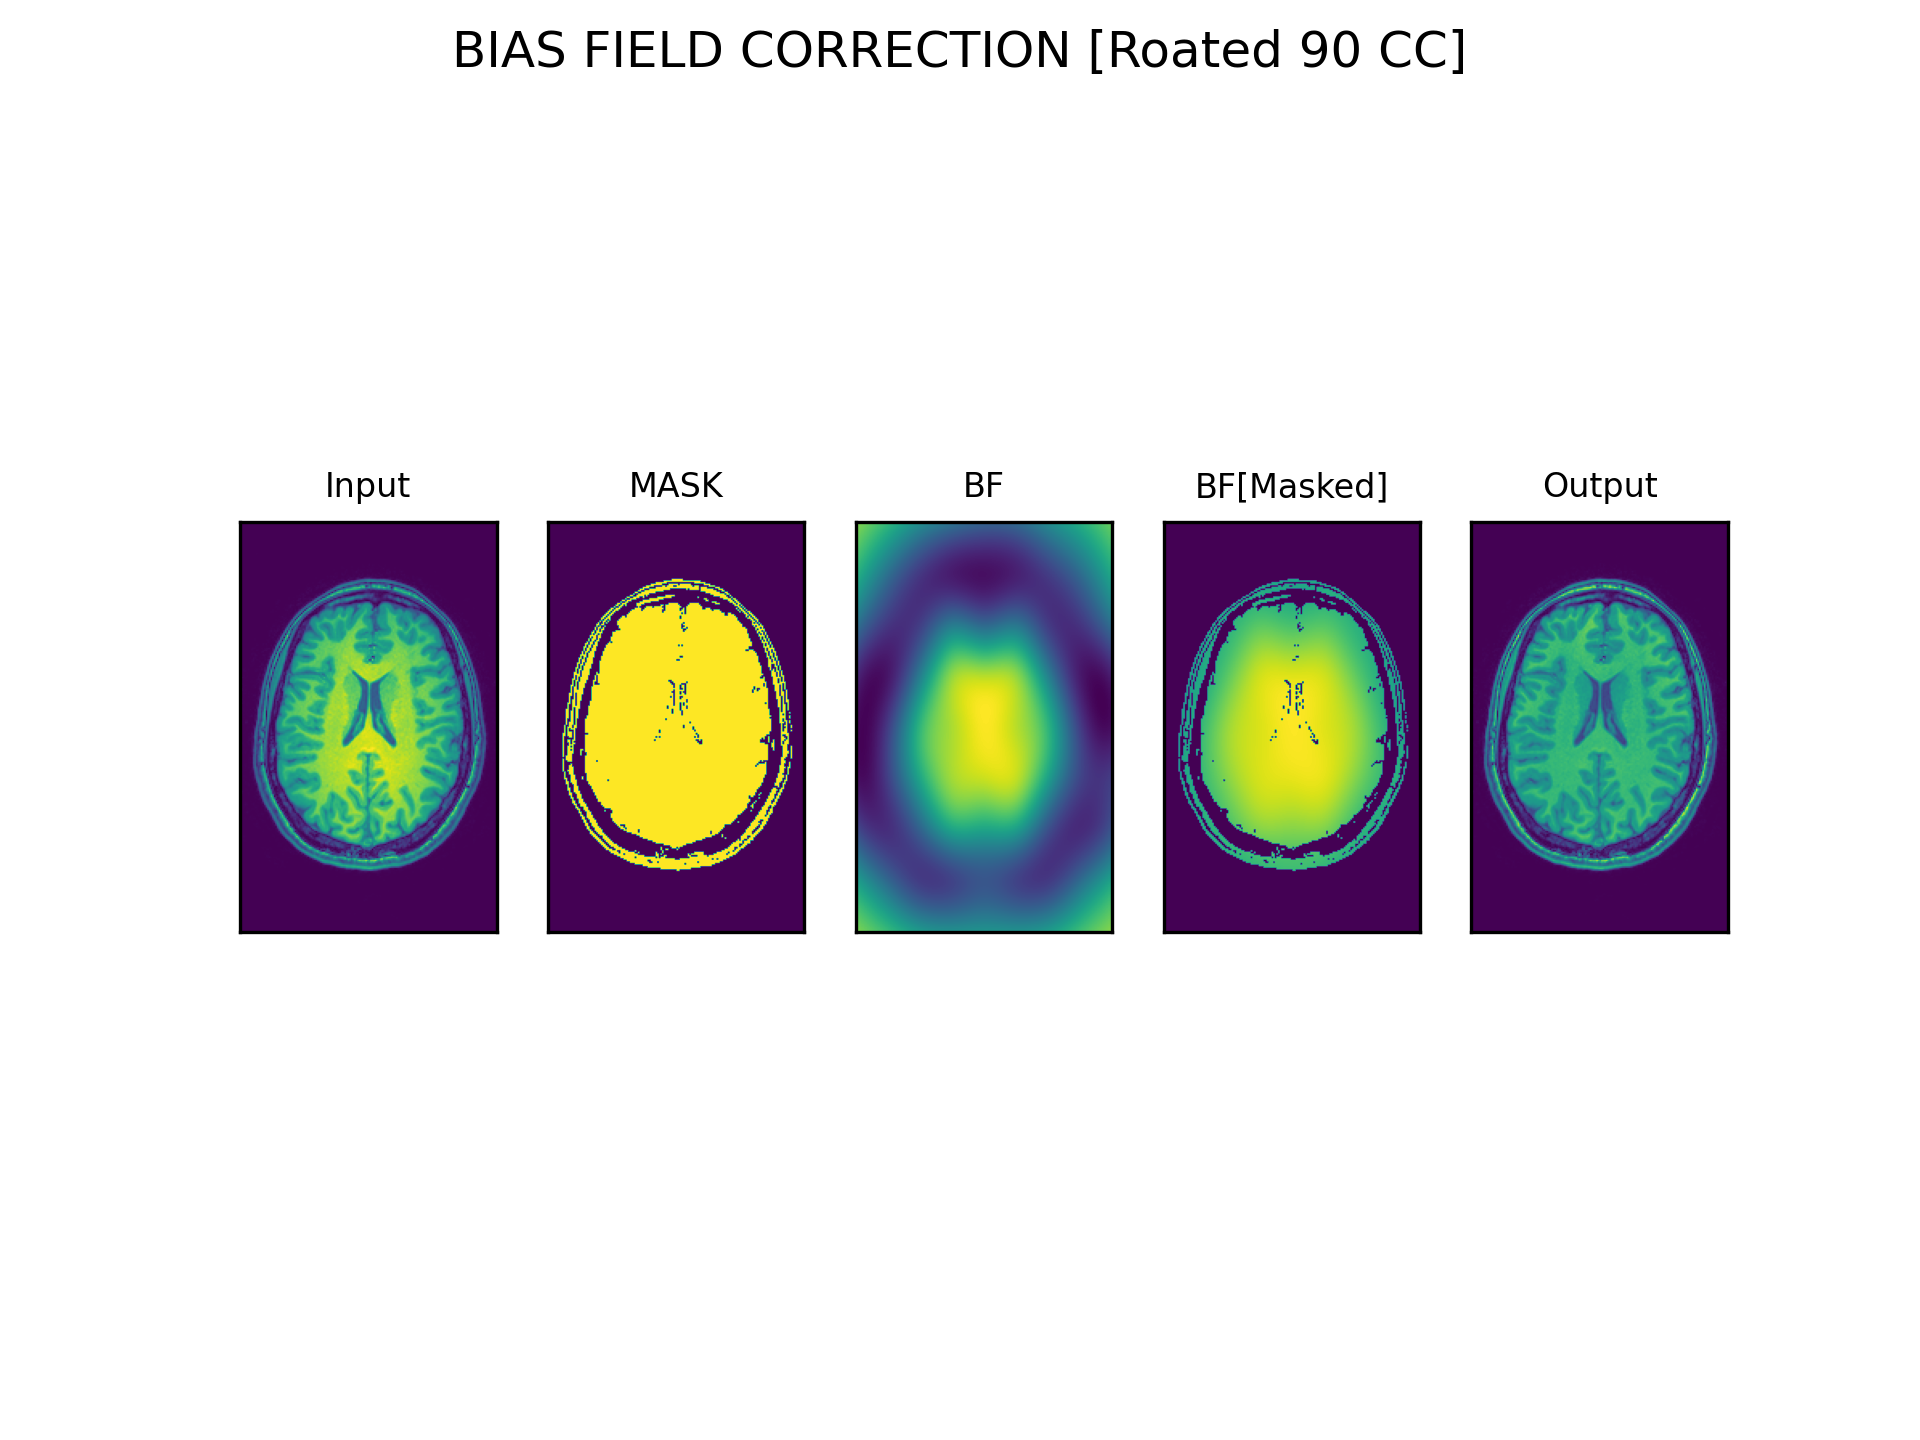 BIAS FIELD CORRECTION [Roated 90 CC]
Input
MASK
BF
BF[Masked]
Output